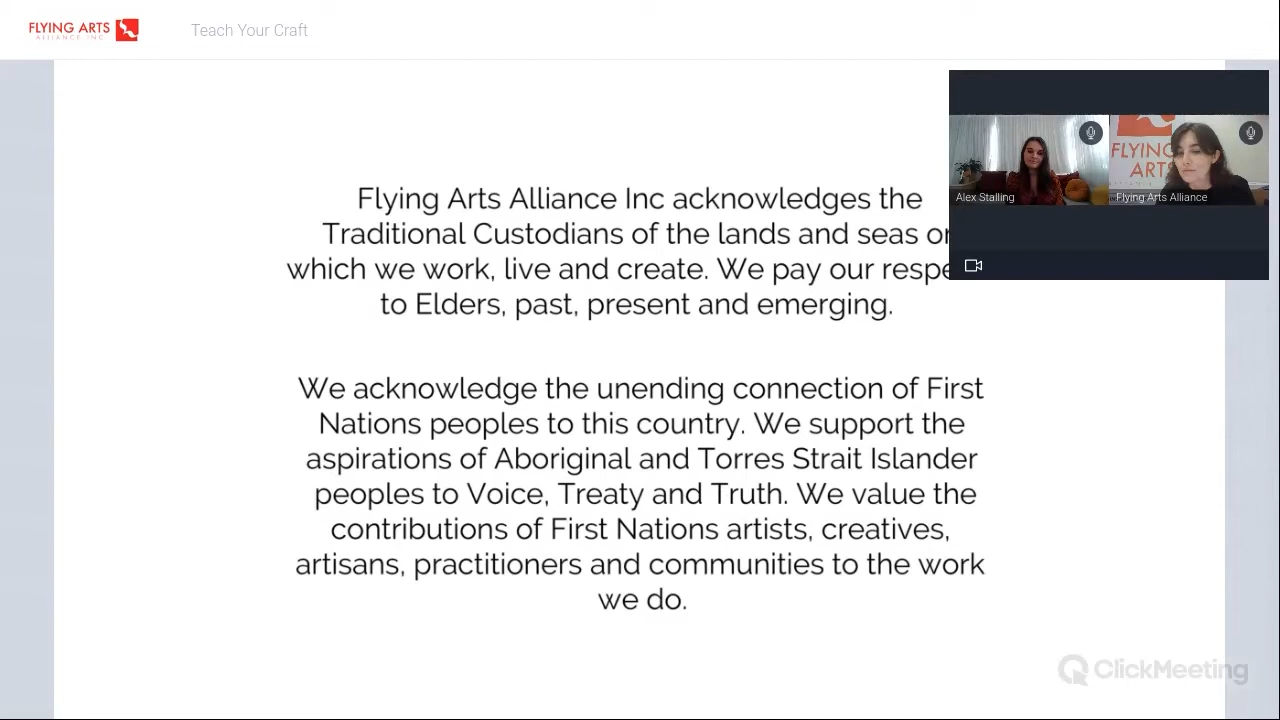 FLYING ARTS
ALLIANCE INC
Teach Your Craft
FLYING
ARTS
Alex Stalling
Flying Arts Alliance
Flying Arts Alliance Inc acknowledges the
Traditional Custodians of the lands and seas
which we work, live and create. We pay our
to Elders, past, present and emerging.
We acknowledge the unending connection of First
Nations peoples to this country. We support the
aspirations of Aboriginal and Torres Strait Islander
peoples to Voice, Treaty and Truth. We value the
contributions of First Nations artists, creatives,
artisans, practitioners and communities to the work
we do.
ClickMeeting